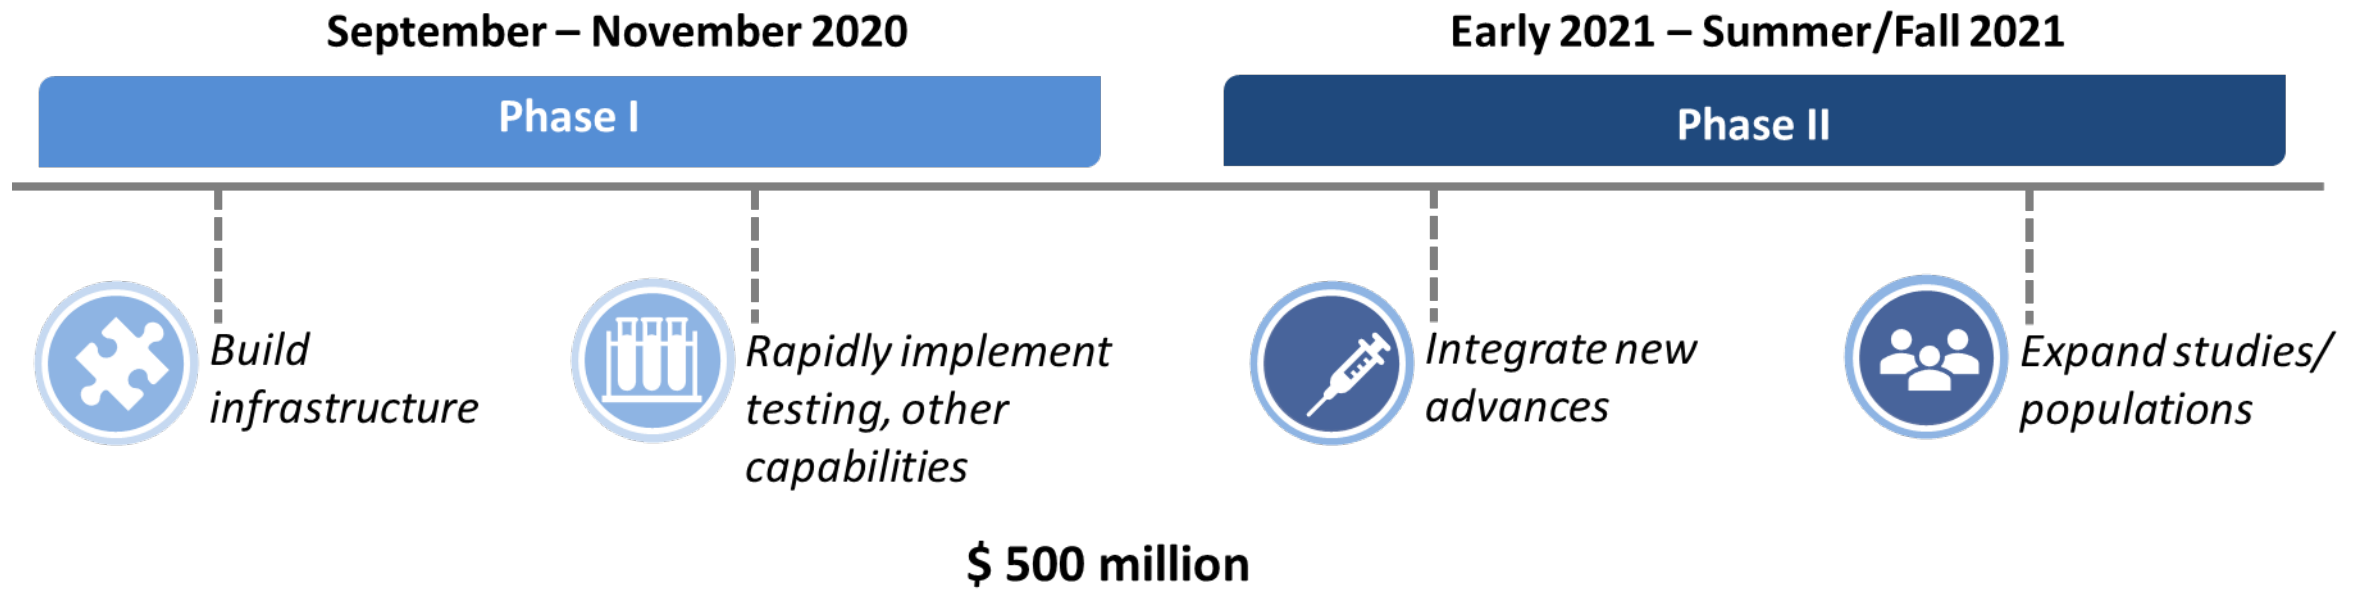 September – November 2020
Early 2021 – Summer/Fall 2021
Phase I
Phase II
Build
infrastructure
Rapidly implement
testing, other
capabilities
Integrate new
advances
Expand studies/
populations
$ 500 million